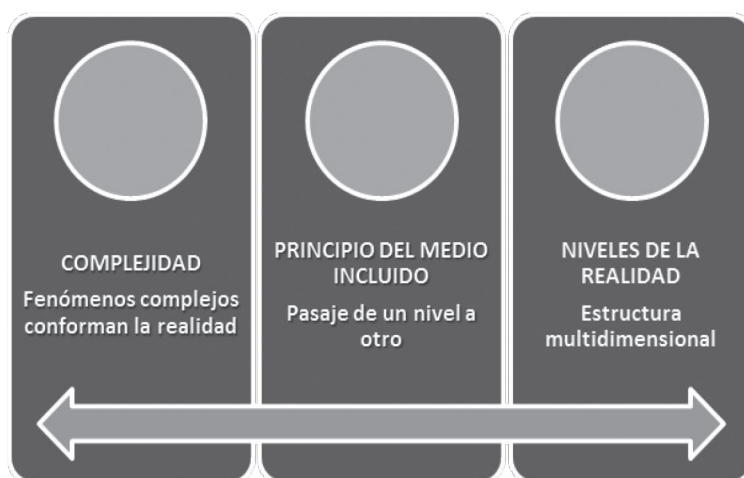 COMPLEJIDAD
Fenómenos complejos
conforman la realidad
PRINCIPIO DEL MEDIO
INCLUIDO
Pasaje de un nivel a
otro
NIVELES DE LA
REALIDAD
Estructura
multidimensional